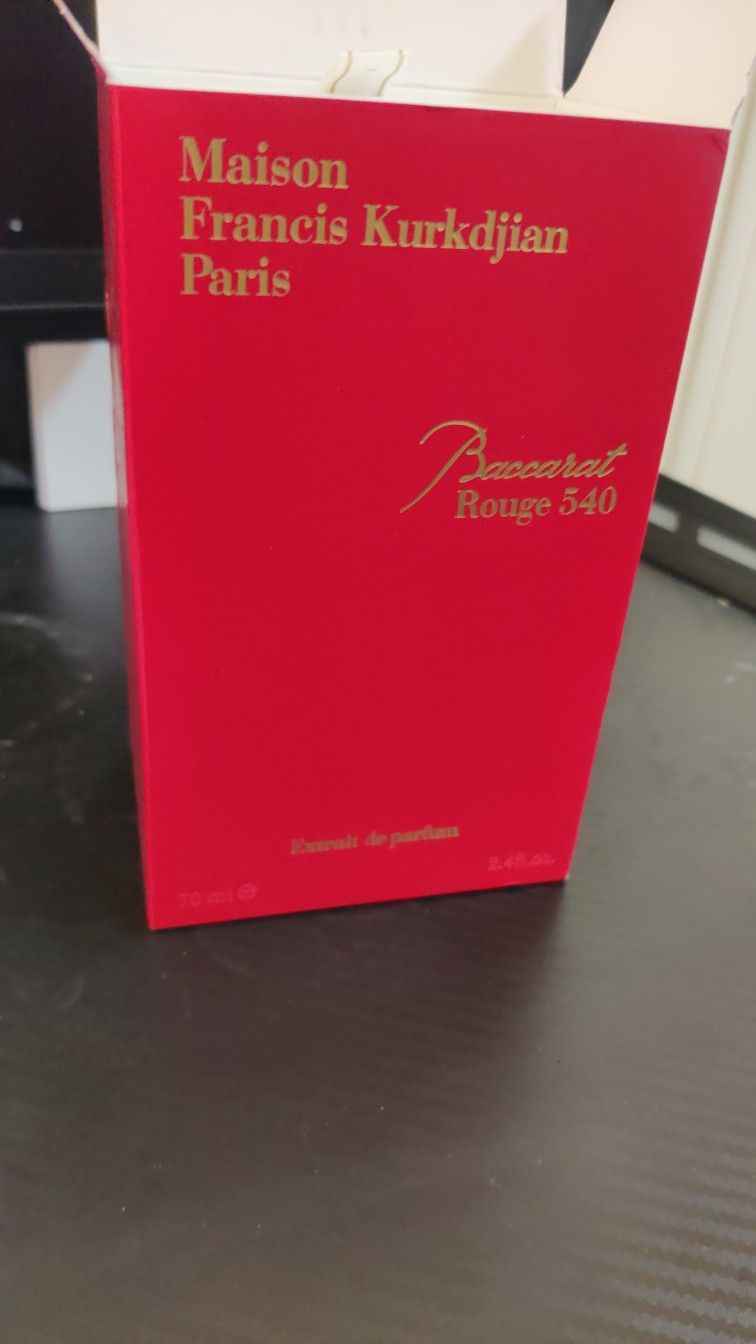 Maison
Francis Kurkdjian
Paris
Baccarat
Rouge 540
Extrait de parfum
70 ml ⊖ 2.4fl.oz.